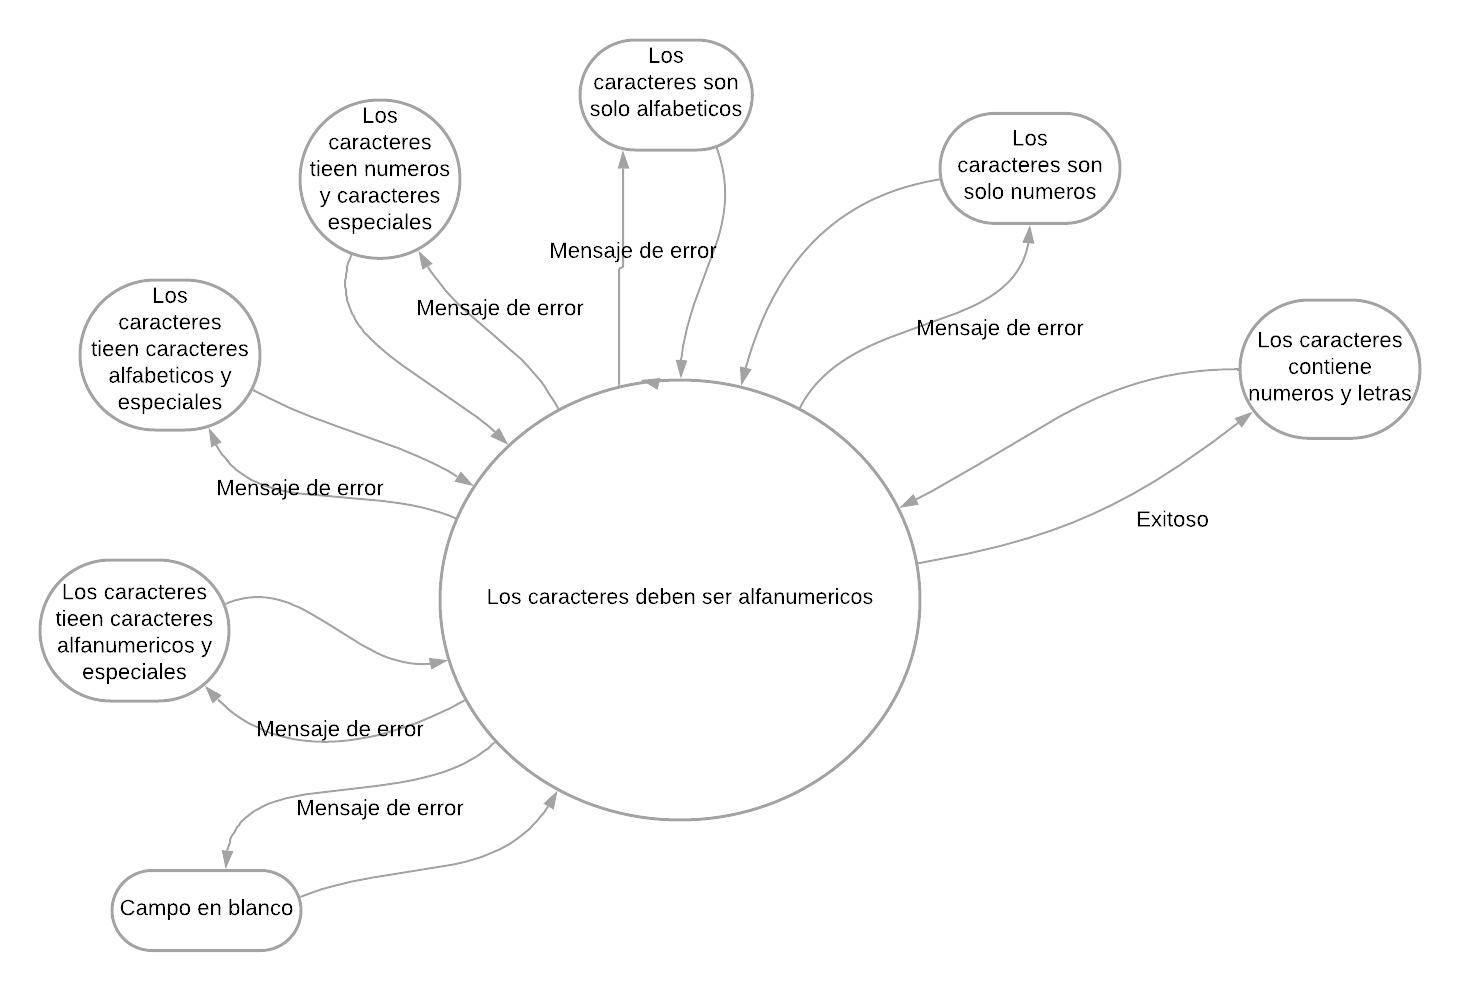 Los
caracteres son
solo alfabeticos
Los
caracteres
tieen numeros
y caracteres
especiales
Los
caracteres son
solo numeros
Mensaje de error
Mensaje de error
Mensaje de error
Los
caracteres
tieen caracteres
alfabeticos y
especiales
Los caracteres
contiene
numeros y letras
Mensaje de error
Exitoso
Los caracteres
tieen caracteres
alfanumericos y
especiales
Los caracteres deben ser alfanumericos
Mensaje de error
Mensaje de error
Campo en blanco